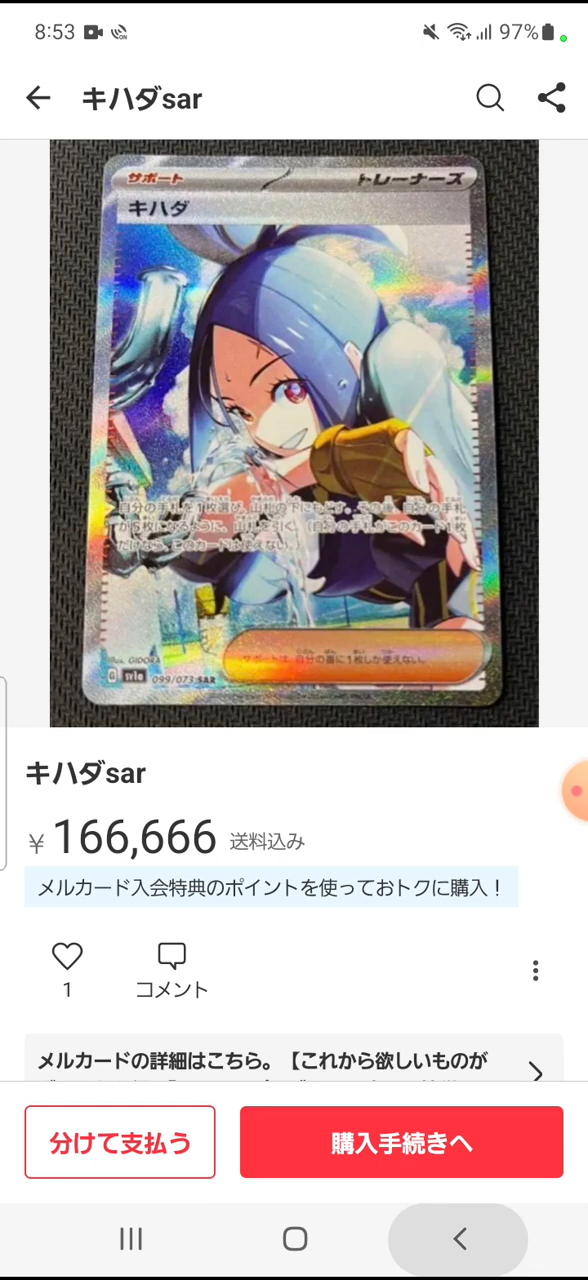 8:53
97%
キハダsar
サポート
トレーナーズ
キハダ
自分の手札を1枚選び、山札の下にもどす。その後、自分の手札
が5枚になるように、山札を引く。（自分の手札がこのカード1枚
だけなら、このカードは使えない。）
サポートは、自分の番に1枚しか使えない。
illus. GIDORA
G sv1a 099/073 SAR
キハダsar
¥ 166,666 送料込み
メルカード入会特典のポイントを使っておトクに購入！
1
コメント
メルカードの詳細はこちら。【これから欲しいものが
分けて支払う
購入手続きへ